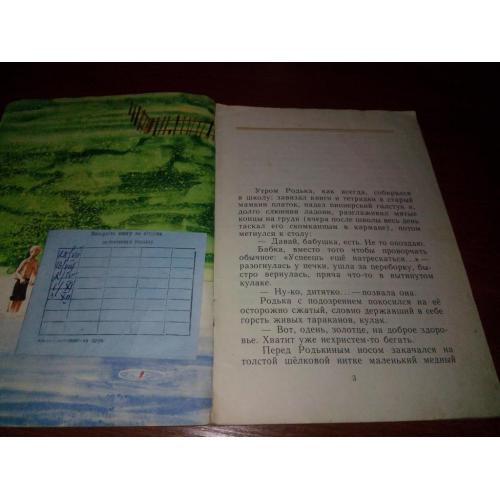 Утром Родька, как всегда, собирался
в школу: завязал книги и тетрадки в старый
мамкин платок, надел пионерский галстук и,
долго слюнявя ладони, разглаживал мятые
концы на груди (вчера после школы весь день
таскал его скомканным в кармане), потом
метнулся к столу:
— Давай, бабушка, есть. Не то опоздаю.
Бабка, вместо того чтобы проворчать
обычное: «Успеешь ещё натрескаться...» —
разогнулась у печки, ушла за переборку, бы-
стро вернулась, пряча что-то в вытянутом
кулаке.
— Ну-ко, дитятко... — позвала она.
Родька с подозрением покосился на её
осторожно сжатый, словно державший в себе
горсть живых тараканов, кулак.
— Вот, одень, золотце, на доброе здоро-
вье. Хватит уже нехристем-то бегать.
Перед Родькиным носом закачался на
толстой шёлковой нитке маленький медный
3